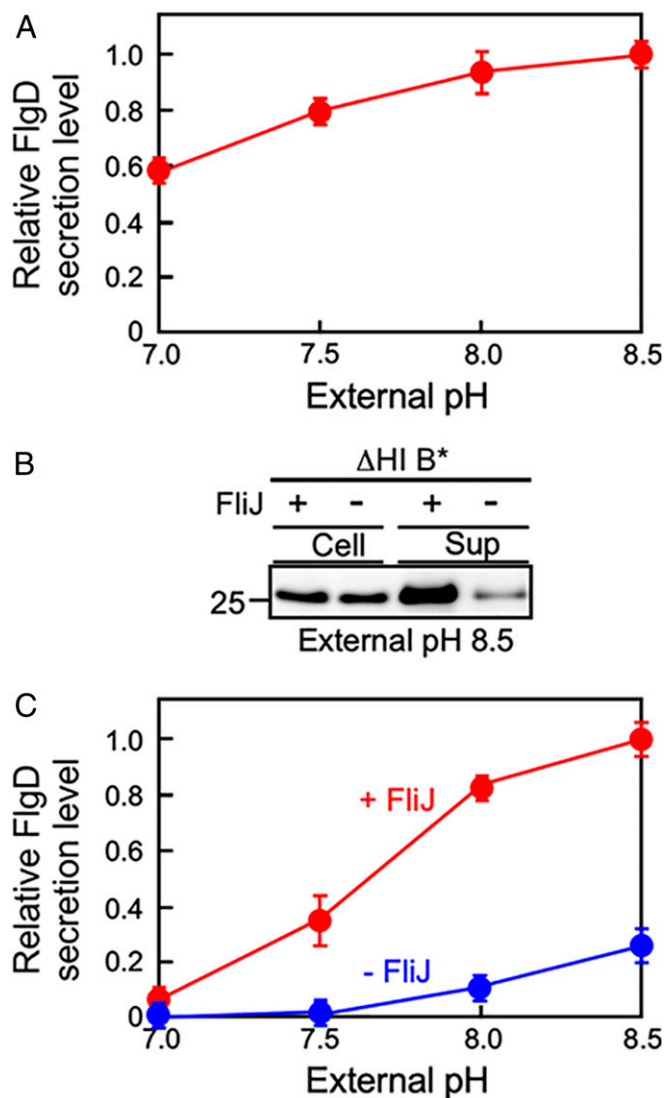 A
Relative FlgD
secretion level
1.0
0.8
0.6
0.4
0.2
0
7.0 7.5 8.0 8.5
External pH
B
ΔHI B*
FliJ + - + -
Cell Sup
25
External pH 8.5
C
Relative FlgD
secretion level
1.0
0.8
0.6
0.4
0.2
0
+ FliJ
- FliJ
7.0 7.5 8.0 8.5
External pH